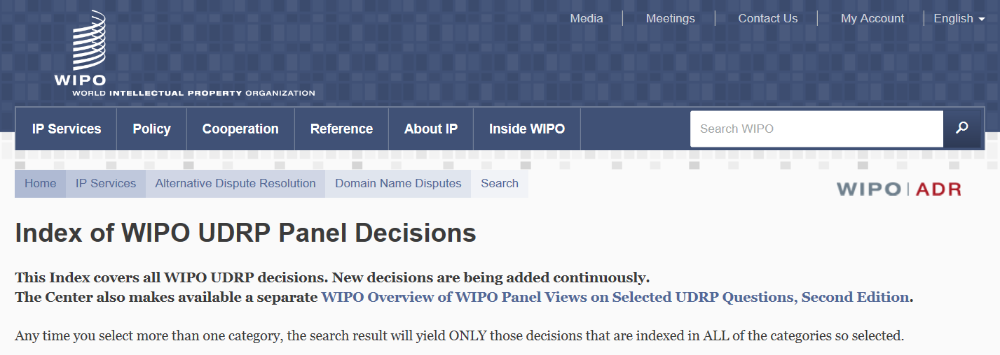 Media
Meetings
Contact Us
My Account
English
WIPO
WORLD INTELLECTUAL PROPERTY ORGANIZATION
IP Services
Policy
Cooperation
Reference
About IP
Inside WIPO
Search WIPO
Home
IP Services
Alternative Dispute Resolution
Domain Name Disputes
Search
WIPO | ADR
Index of WIPO UDRP Panel Decisions
This Index covers all WIPO UDRP decisions. New decisions are being added continuously.
The Center also makes available a separate WIPO Overview of WIPO Panel Views on Selected UDRP Questions, Second Edition.
Any time you select more than one category, the search result will yield ONLY those decisions that are indexed in ALL of the categories so selected.